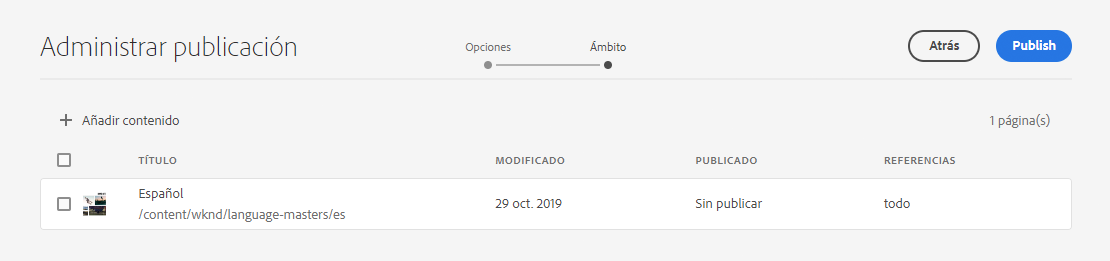 Administrar publicación
Opciones
Ámbito
Atrás
Publish
Añadir contenido
1 página(s)
TÍTULO
MODIFICADO
PUBLICADO
REFERENCIAS
Español
/content/wknd/language-masters/es
29 oct. 2019
Sin publicar
todo